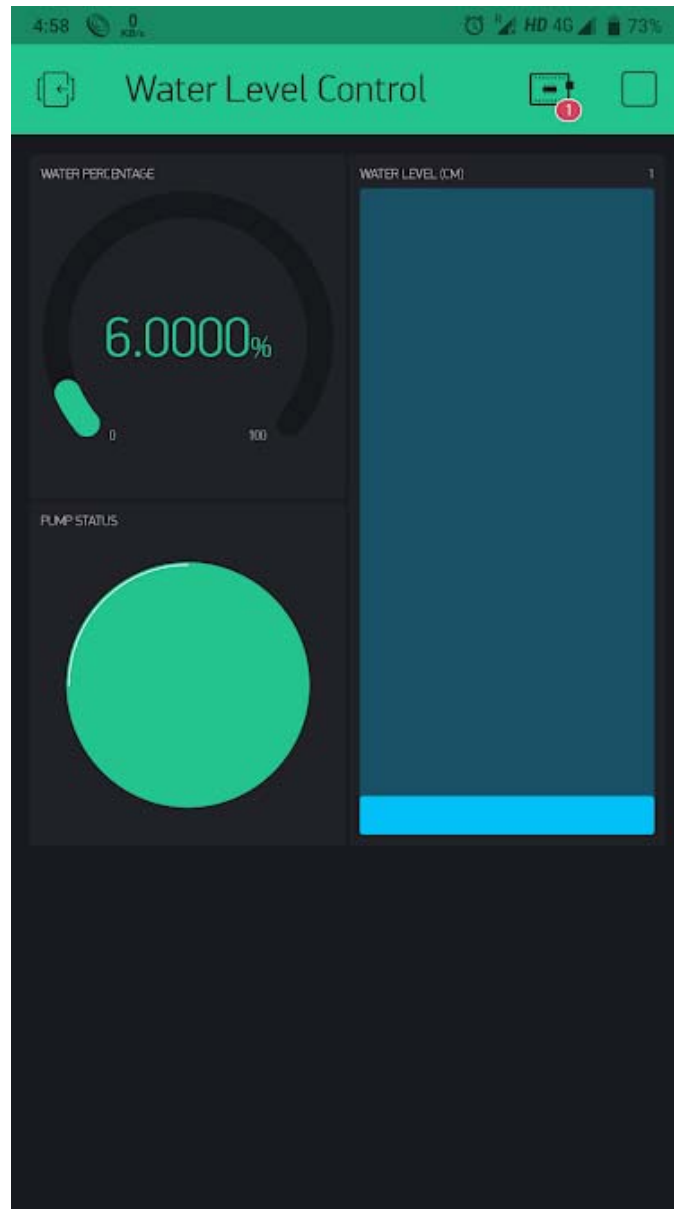 4:58 0 KB/s R HD 4G 73%
Water Level Control 1
WATER PERCENTAGE
6.0000%
0 100
WATER LEVEL (CM) 1
PUMP STATUS